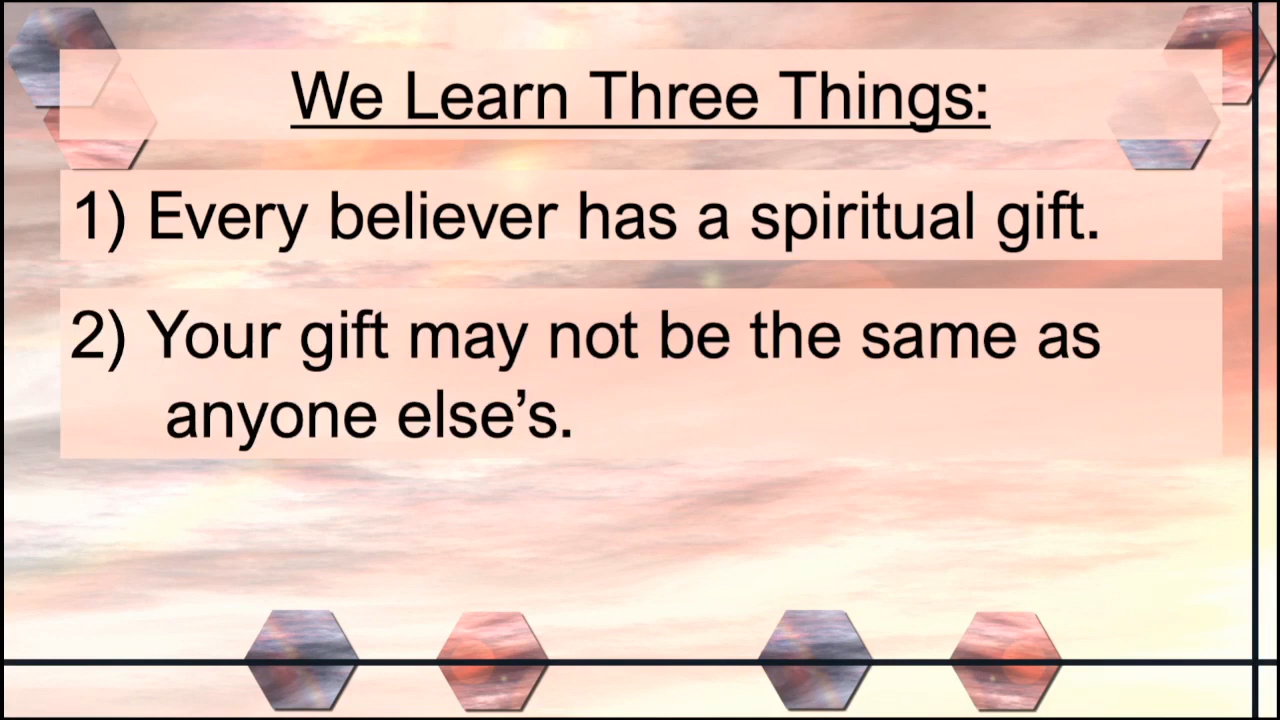 We Learn Three Things:
1) Every believer has a spiritual gift.
2) Your gift may not be the same as
anyone else’s.